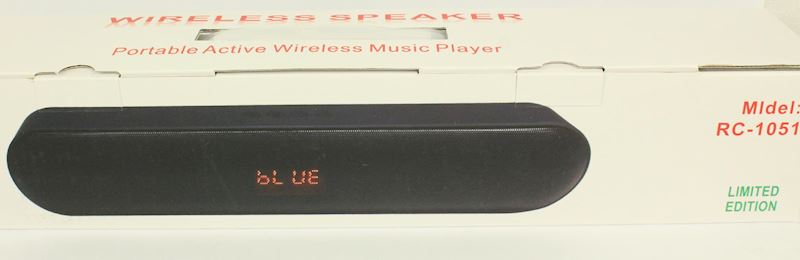 WIRELESS SPEAKER
Portable Active Wireless Music Player
MIdel:
RC-1051
bLUE
LIMITED
EDITION